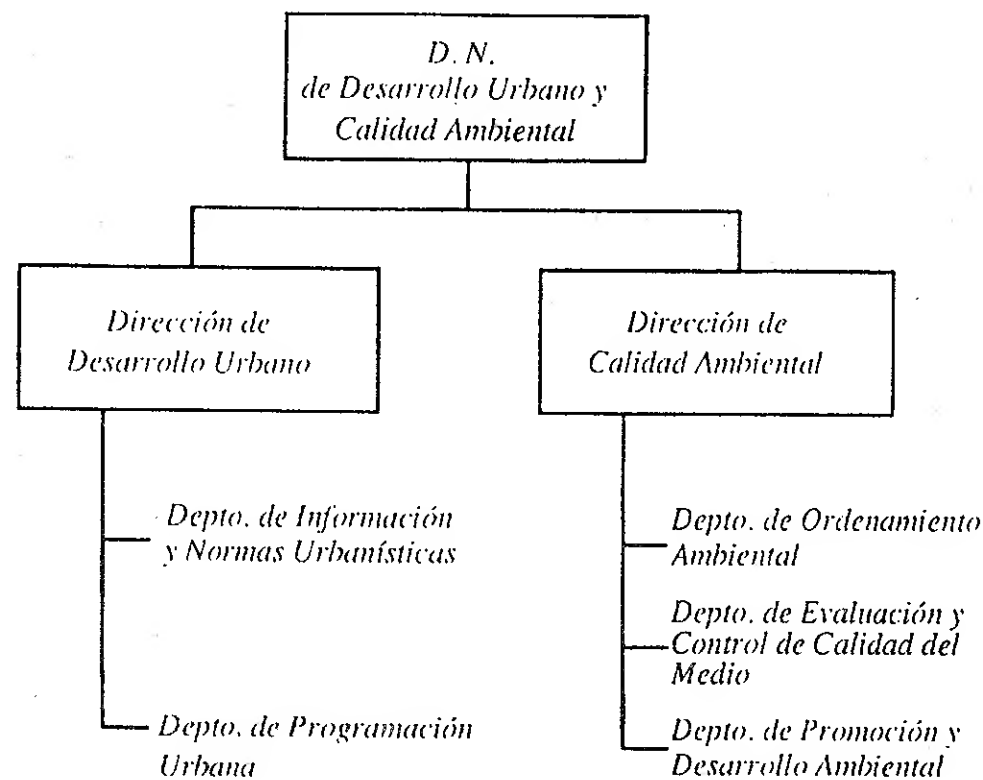 D. N.
de Desarrollo Urbano y
Calidad Ambiental
Dirección de
Desarrollo Urbano
Dirección de
Calidad Ambiental
Depto. de Información
y Normas Urbanísticas
Depto. de Programación
Urbana
Depto. de Ordenamiento
Ambiental
Depto. de Evaluación y
Control de Calidad del
Medio
Depto. de Promoción y
Desarrollo Ambiental